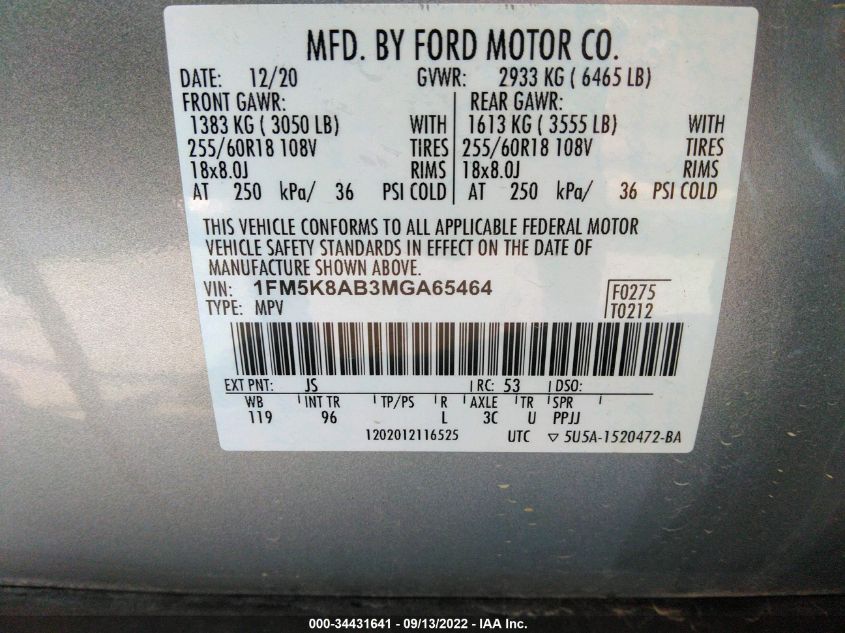 MFD. BY FORD MOTOR CO.
DATE: 12/20 GVWR: 2933 KG ( 6465 LB)
FRONT GAWR: REAR GAWR:
1383 KG ( 3050 LB) WITH 1613 KG ( 3555 LB) WITH
255/60R18 108V TIRES 255/60R18 108V TIRES
18x8.0J RIMS 18x8.0J RIMS
AT 250 kPa/ 36 PSI COLD AT 250 kPa/ 36 PSI COLD
THIS VEHICLE CONFORMS TO ALL APPLICABLE FEDERAL MOTOR
VEHICLE SAFETY STANDARDS IN EFFECT ON THE DATE OF
MANUFACTURE SHOWN ABOVE.
VIN: 1FM5K8AB3MGA65464 F0275
TYPE: MPV T0212
EXT PNT: JS RC: 53 DSO:
WB INT TR TP/PS R AXLE TR SPR
119 96 L 3C U PPJJ
1202012116525 UTC ▽ 5U5A-1520472-BA
000-34431641 - 09/13/2022 - IAA Inc.